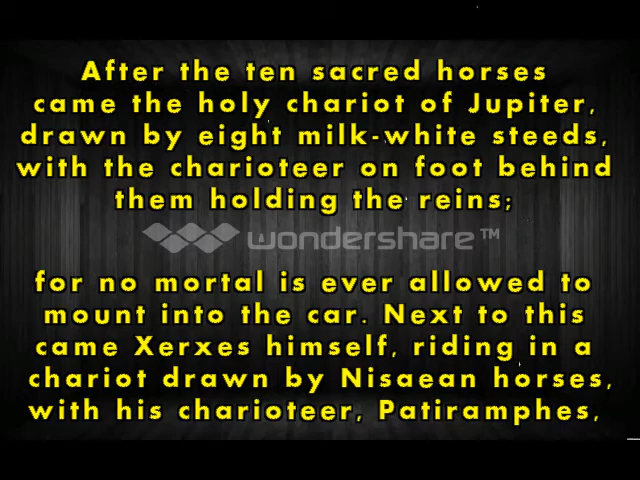 After the ten sacred horses
came the holy chariot of Jupiter,
drawn by eight milk-white steeds,
with the charioteer on foot behind
them holding the reins;
wondershare™
for no mortal is ever allowed to
mount into the car. Next to this
came Xerxes himself, riding in a
chariot drawn by Nisaean horses,
with his charioteer, Patiramphes,